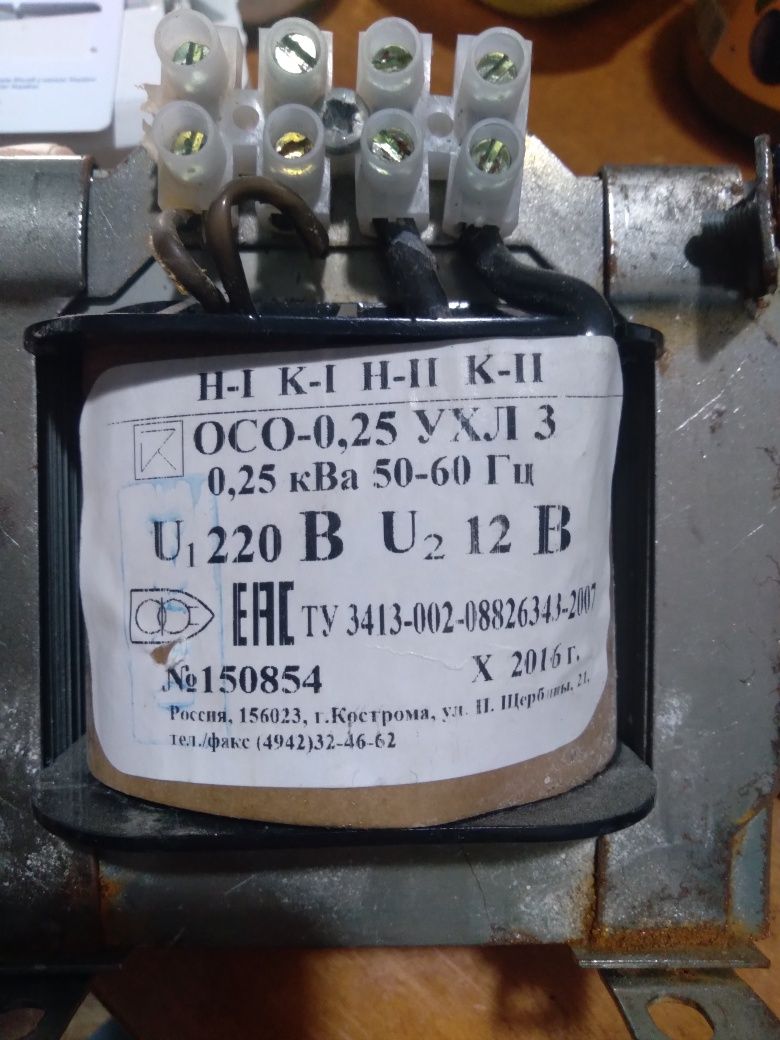 Н-I К-I Н-II К-II
ОСО-0,25 УХЛ 3
0,25 кВа 50-60 Гц
U₁ 220 В U₂ 12 В
ЕАС ТУ 3413-002-08826343-2007
№150854 X 2016 г.
Россия, 156023, г.Кострома, ул. П. Щербины, 21,
тел./факс (4942)32-46-62